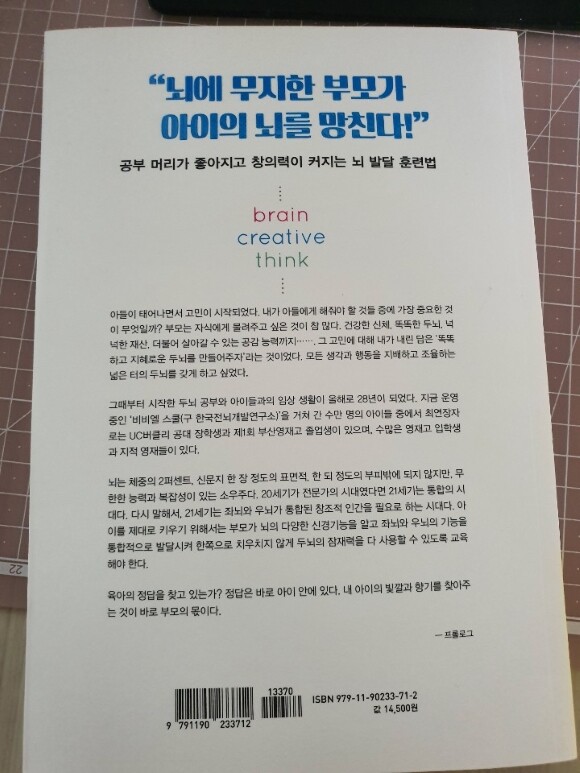 “뇌에 무지한 부모가
아이의 뇌를 망친다!”
공부 머리가 좋아지고 창의력이 커지는 뇌 발달 훈련법
brain
creative
think
아들이 태어나면서 고민이 시작되었다. 내가 아들에게 해줘야 할 것들 중에 가장 중요한 것
이 무엇일까? 부모는 자식에게 물려주고 싶은 것이 참 많다. 건강한 신체, 똑똑한 두뇌, 넉
넉한 재산, 더불어 살아갈 수 있는 공감 능력까지……. 그 고민에 대해 내가 내린 답은 ‘똑똑
하고 지혜로운 두뇌를 만들어주자’라는 것이었다. 모든 생각과 행동을 지배하고 조율하는
넓은 터의 두뇌를 갖게 하고 싶었다.
그때부터 시작한 두뇌 공부와 아이들과의 임상 생활이 올해로 28년이 되었다. 지금 운영
중인 ‘비비엘 스쿨(구 한국전뇌개발연구소)’을 거쳐 간 수만 명의 아이들 중에서 최연장자
로는 UC버클리 공대 장학생과 제1회 부산영재고 졸업생이 있으며, 수많은 영재고 입학생
과 지적 영재들이 있다.
뇌는 체중의 2퍼센트, 신문지 한 장 정도의 표면적, 한 되 정도의 부피밖에 되지 않지만, 무
한한 능력과 복잡성이 있는 소우주다. 20세기가 전문가의 시대였다면 21세기는 통합의 시
대다. 다시 말해서, 21세기는 좌뇌와 우뇌가 통합된 창조적 인간을 필요로 하는 시대다. 아
이를 제대로 키우기 위해서는 부모가 뇌의 다양한 신경기능을 알고 좌뇌와 우뇌의 기능을
통합적으로 발달시켜 한쪽으로 치우치지 않게 두뇌의 잠재력을 다 사용할 수 있도록 교육
해야 한다.
육아의 정답을 찾고 있는가? 정답은 바로 아이 안에 있다. 내 아이의 빛깔과 향기를 찾아주
는 것이 바로 부모의 몫이다.
― 프롤로그
13370
9 791190 233712
ISBN 979-11-90233-71-2
값 14,500원
22